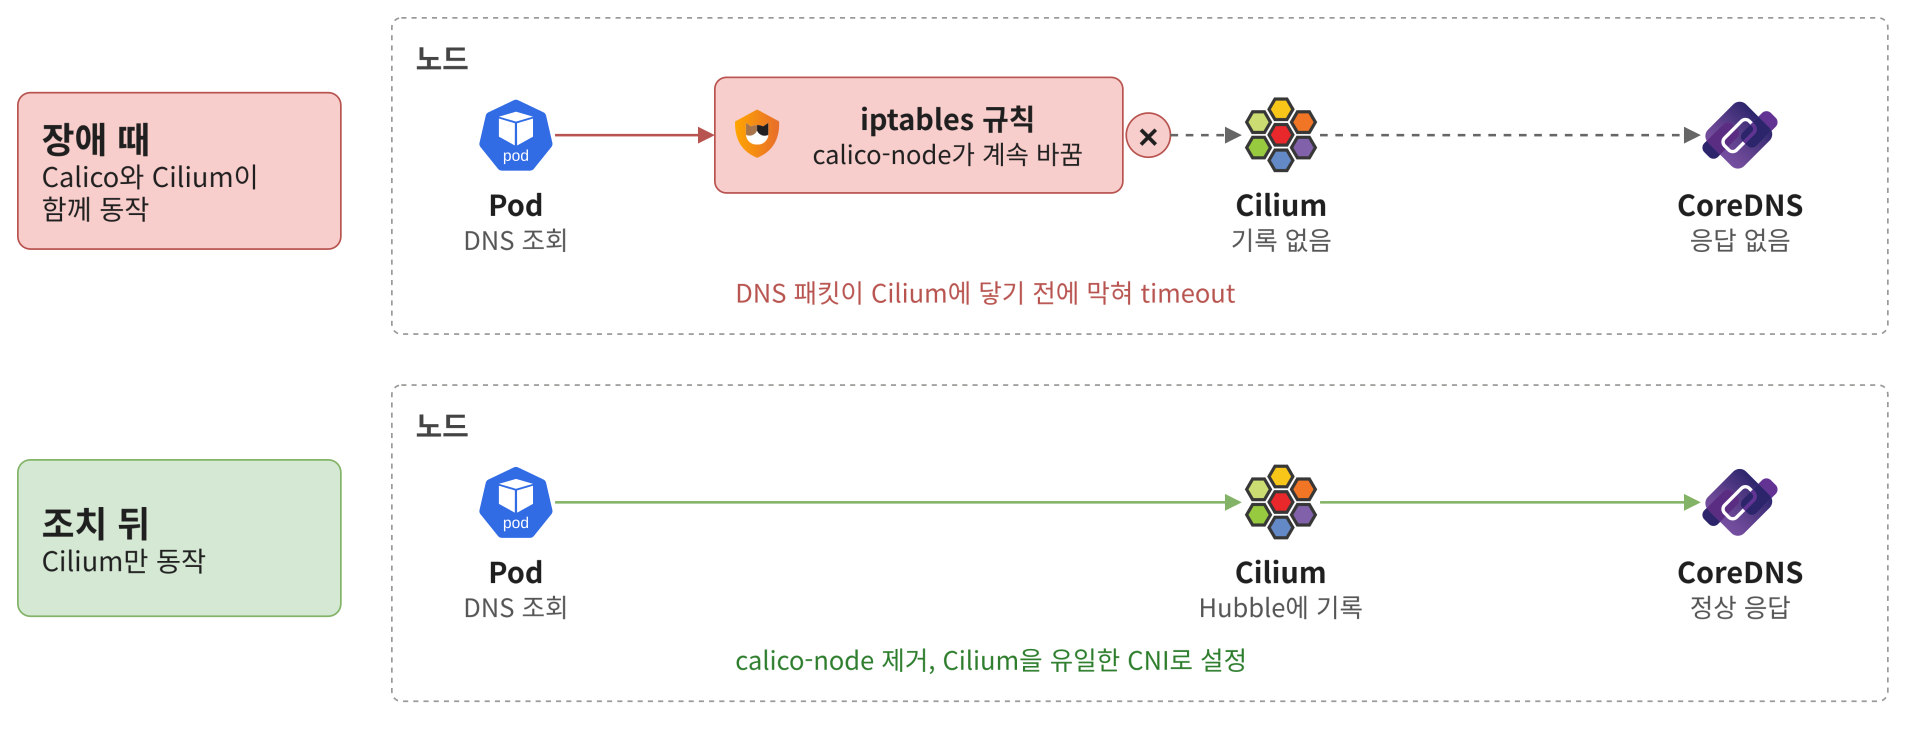 장애 때
Calico와 Cilium이
함께 동작
노드
pod
Pod
DNS 조회
iptables 규칙
calico-node가 계속 바꿈
×
Cilium
기록 없음
CoreDNS
응답 없음
DNS 패킷이 Cilium에 닿기 전에 막혀 timeout
조치 뒤
Cilium만 동작
노드
pod
Pod
DNS 조회
Cilium
Hubble에 기록
CoreDNS
정상 응답
calico-node 제거, Cilium을 유일한 CNI로 설정